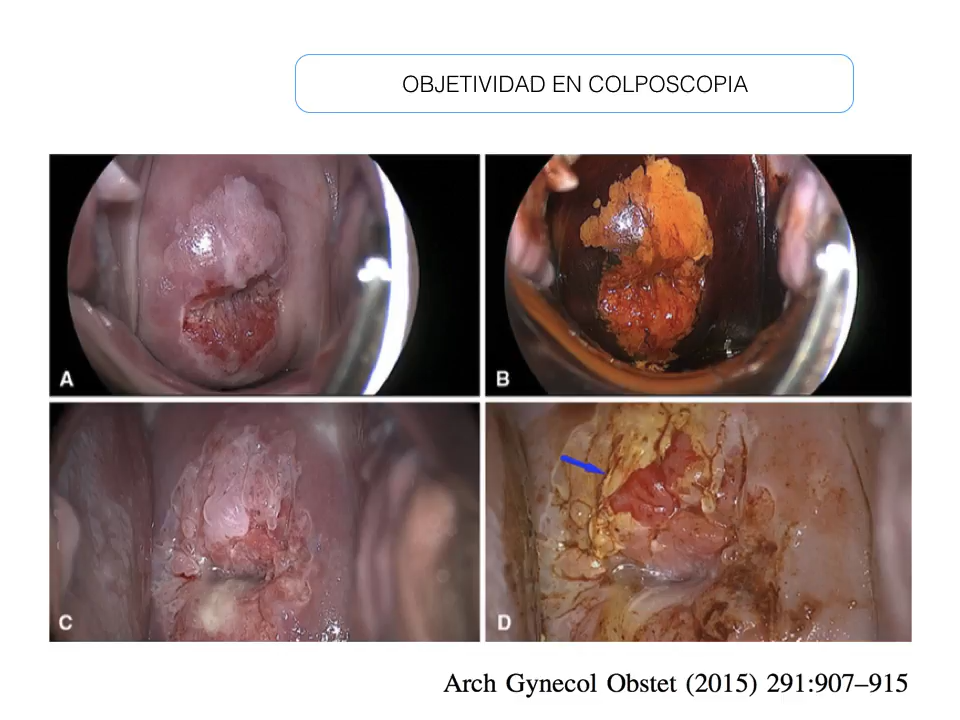 OBJETIVIDAD EN COLPOSCOPIA
A
B
C
D
Arch Gynecol Obstet (2015) 291:907–915